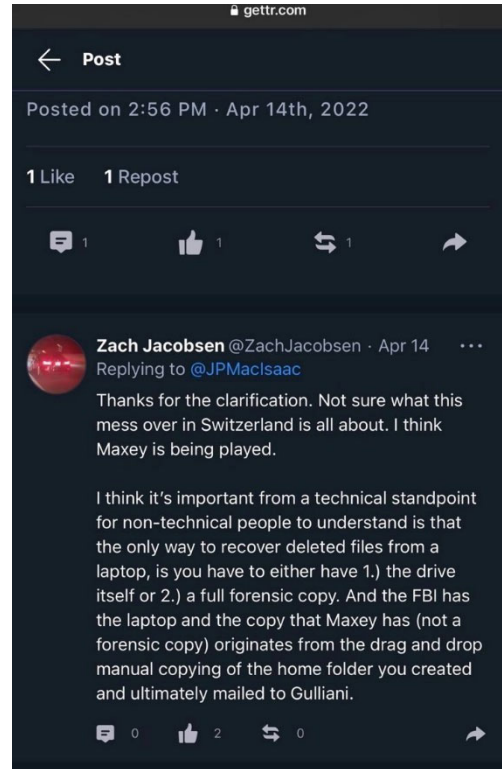 gettr.com
Post
Posted on 2:56 PM · Apr 14th, 2022
1 Like 1 Repost
1 1 1
Zach Jacobsen @ZachJacobsen · Apr 14 ...
Replying to @JPMacIsaac
Thanks for the clarification. Not sure what this
mess over in Switzerland is all about. I think
Maxey is being played.
I think it's important from a technical standpoint
for non-technical people to understand is that
the only way to recover deleted files from a
laptop, is you have to either have 1.) the drive
itself or 2.) a full forensic copy. And the FBI has
the laptop and the copy that Maxey has (not a
forensic copy) originates from the drag and drop
manual copying of the home folder you created
and ultimately mailed to Gulliani.
0 2 0